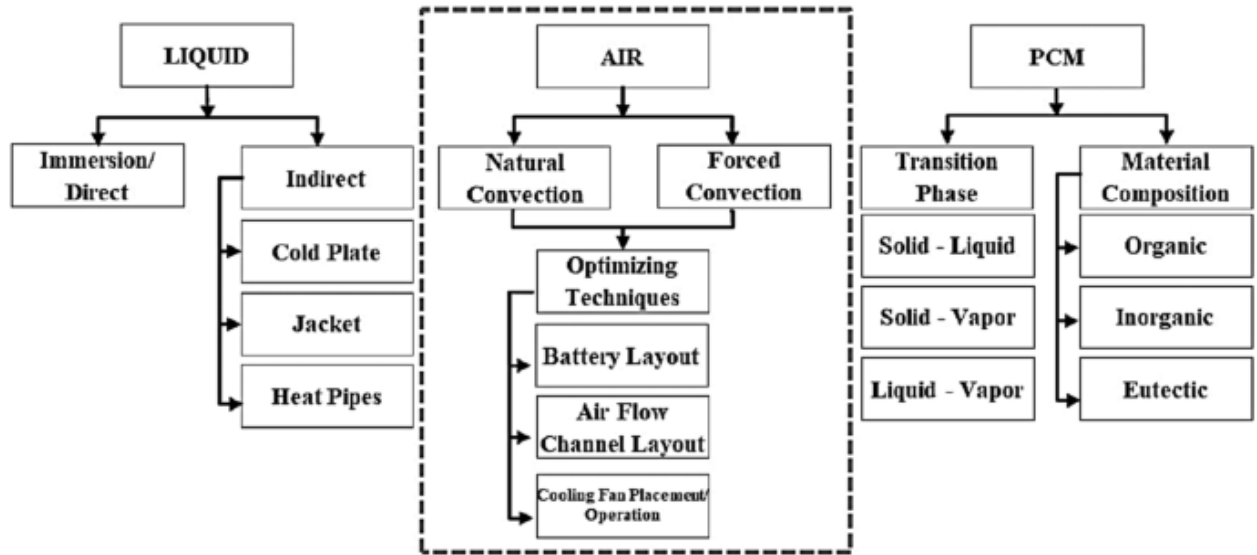 LIQUID
Immersion/
Direct
Indirect
Cold Plate
Jacket
Heat Pipes
AIR
Natural
Convection
Forced
Convection
Optimizing
Techniques
Battery Layout
Air Flow
Channel Layout
Cooling Fan Placement/
Operation
PCM
Transition
Phase
Solid - Liquid
Solid - Vapor
Liquid - Vapor
Material
Composition
Organic
Inorganic
Eutectic